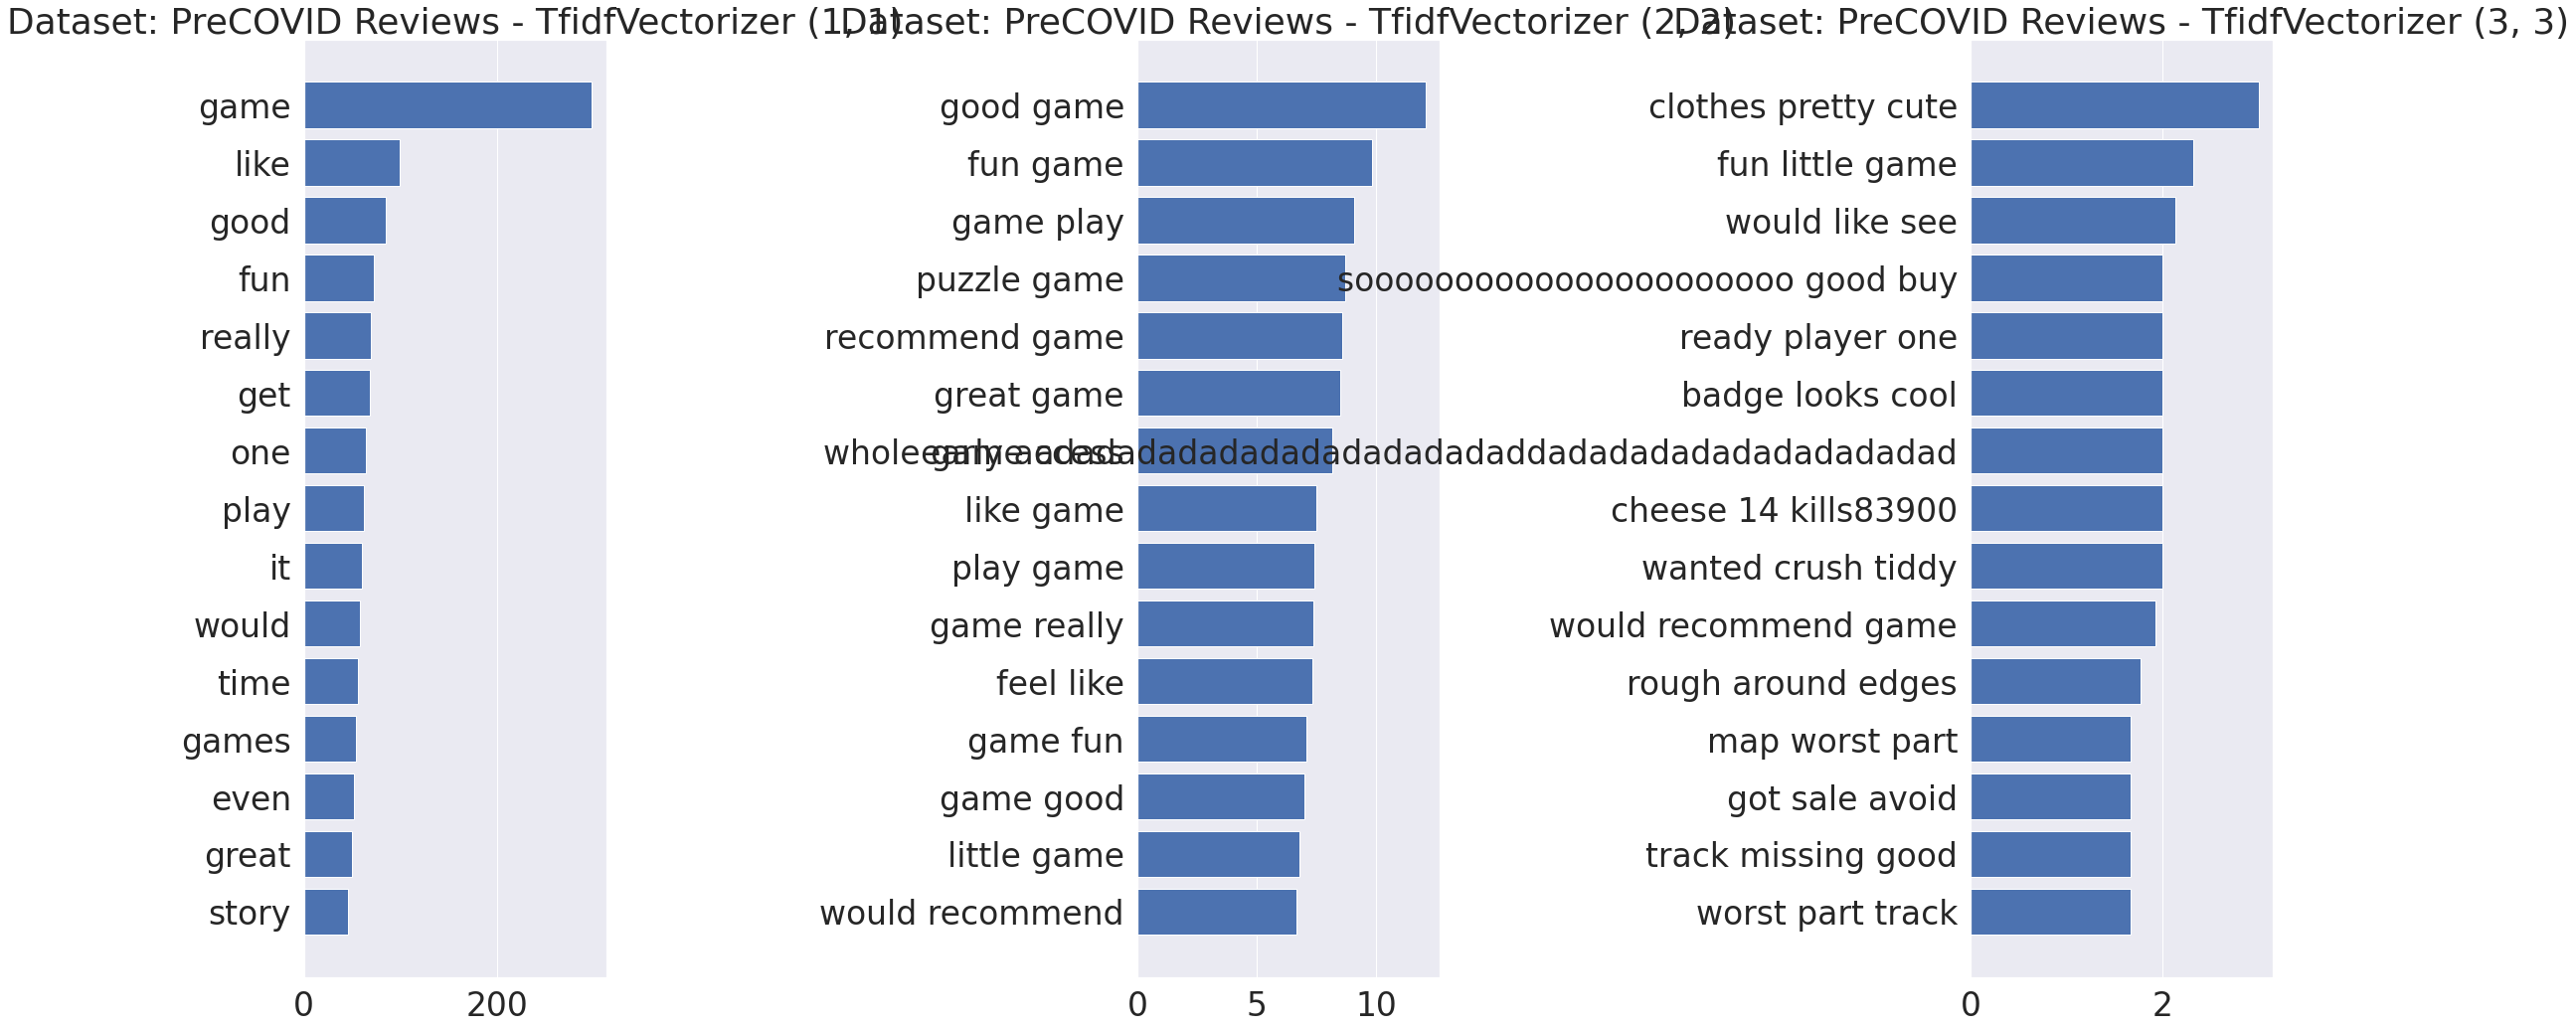 Dataset: PreCOVID Reviews - TfidfVectorizer (1, 1)
game
like
good
fun
really
get
one
play
it
would
time
games
even
great
story
0 200
Dataset: PreCOVID Reviews - TfidfVectorizer (2, 2)
good game
fun game
game play
puzzle game
recommend game
great game
early access
like game
play game
game really
feel like
game fun
game good
little game
would recommend
0 5 10
Dataset: PreCOVID Reviews - TfidfVectorizer (3, 3)
clothes pretty cute
fun little game
would like see
soooooooooooooooooooooo good buy
ready player one
badge looks cool
whole game
cheese 14 kills83900
wanted crush tiddy
would recommend game
rough around edges
map worst part
got sale avoid
track missing good
worst part track
0 2